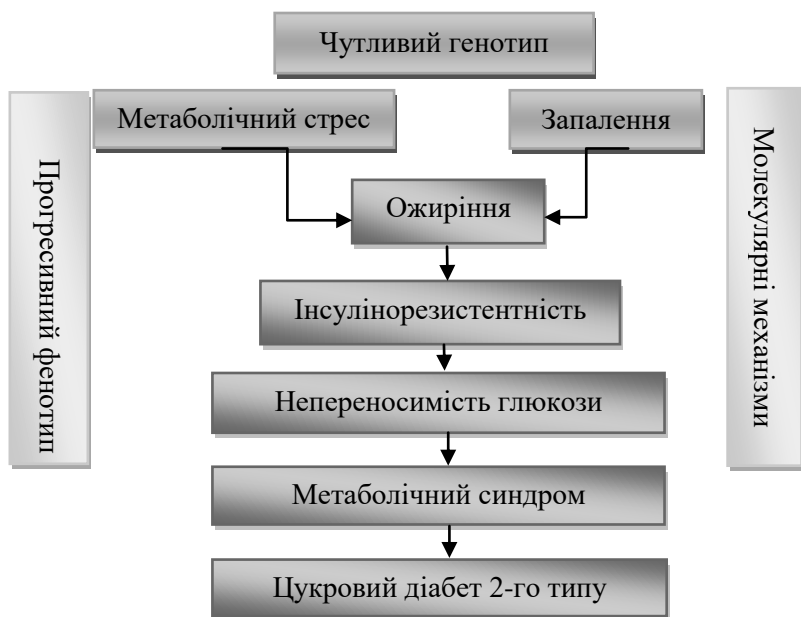 Чутливий генотип
Метаболічний стрес
Запалення
Прогресивний фенотип
Молекулярні механізми
Ожиріння
Інсулінорезистентність
Непереносимість глюкози
Метаболічний синдром
Цукровий діабет 2-го типу